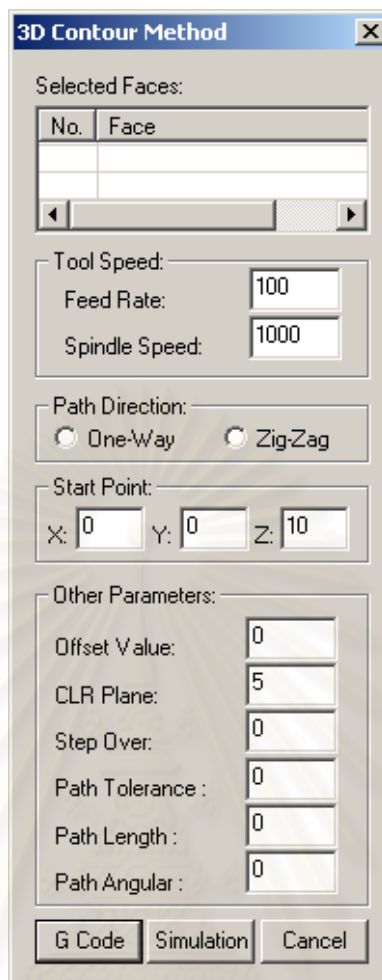 3D Contour Method
Selected Faces:
No. Face
Tool Speed:
Feed Rate: 100
Spindle Speed: 1000
Path Direction:
One-Way Zig-Zag
Start Point:
X: 0 Y: 0 Z: 10
Other Parameters:
Offset Value: 0
CLR Plane: 5
Step Over: 0
Path Tolerance : 0
Path Length : 0
Path Angular : 0
G Code Simulation Cancel